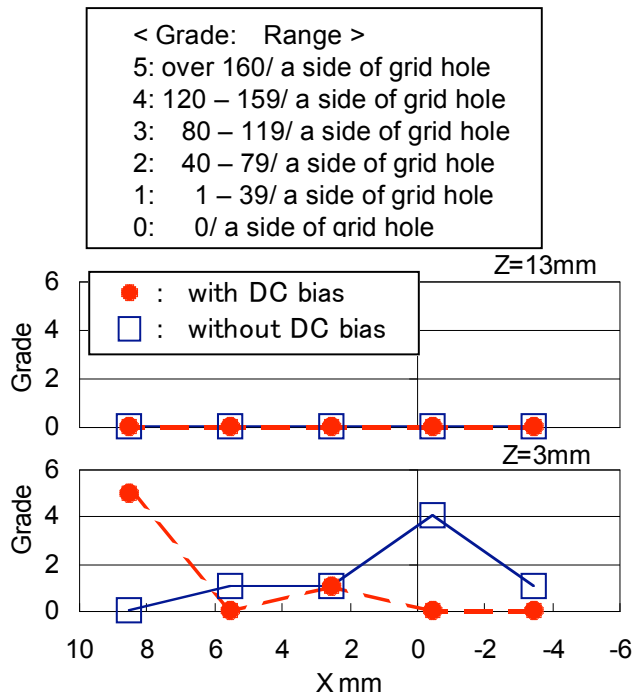 < Grade: Range >
5: over 160/ a side of grid hole
4: 120 – 159/ a side of grid hole
3: 80 – 119/ a side of grid hole
2: 40 – 79/ a side of grid hole
1: 1 – 39/ a side of grid hole
0: 0/ a side of grid hole
Z=13mm
: with DC bias
: without DC bias
Grade
6
4
2
0
Z=3mm
Grade
6
4
2
0
10 8 6 4 2 0 -2 -4 -6
X mm